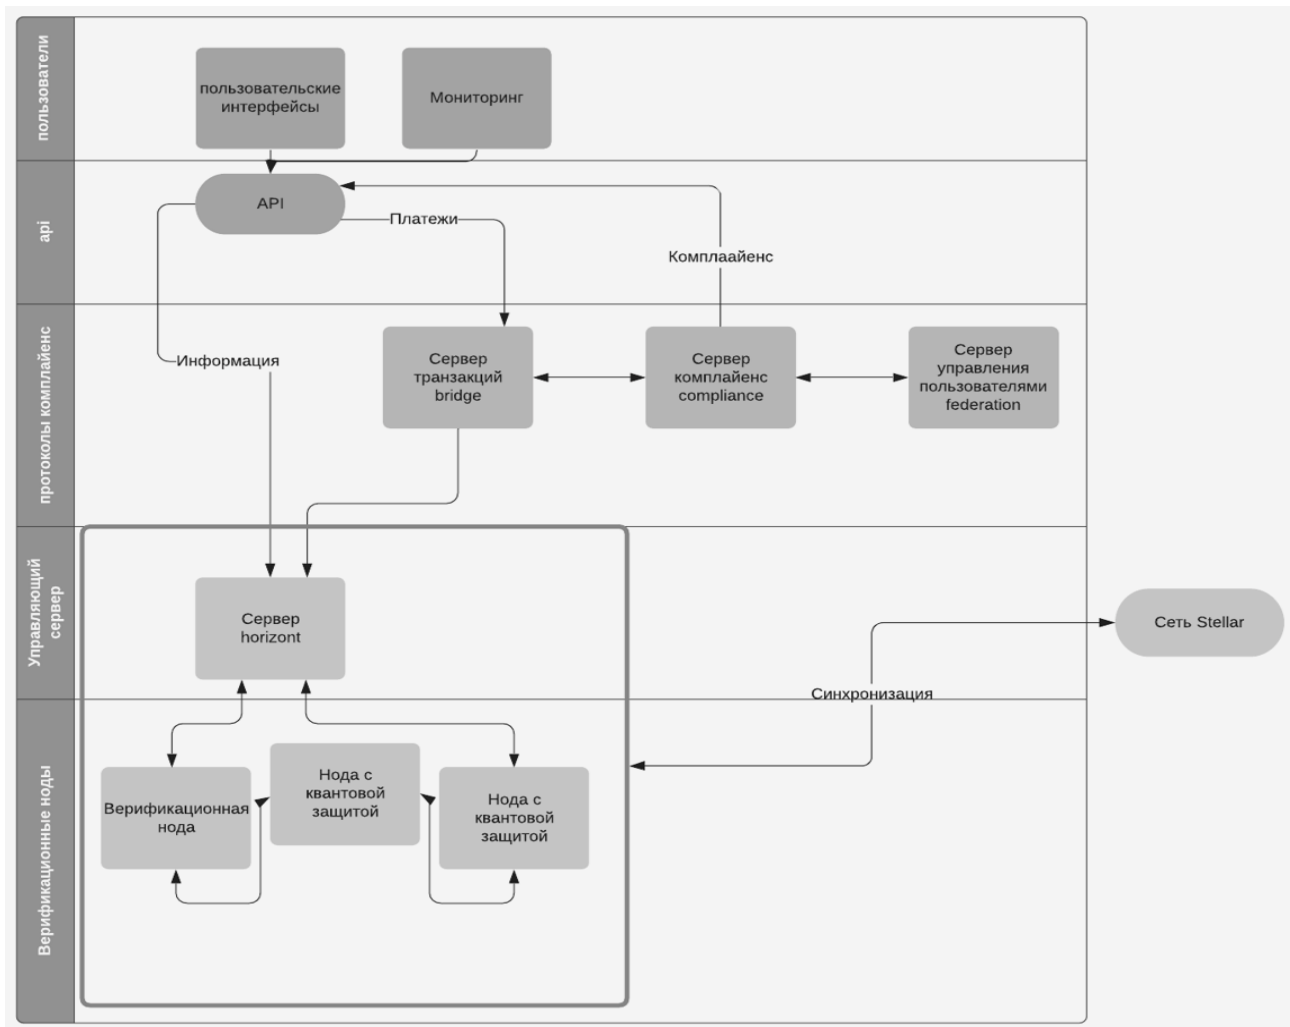 пользователи
пользовательские
интерфейсы
Мониторинг
api
API
Платежи
Комплаайенс
протоколы комплайенс
Информация
Сервер
транзакций
bridge
Сервер
комплайенс
compliance
Сервер
управления
пользователями
federation
Управляющий
сервер
Сервер
horizont
Сеть Stellar
Синхронизация
Верификационные ноды
Верификационная
нода
Нода с
квантовой
защитой
Нода с
квантовой
защитой